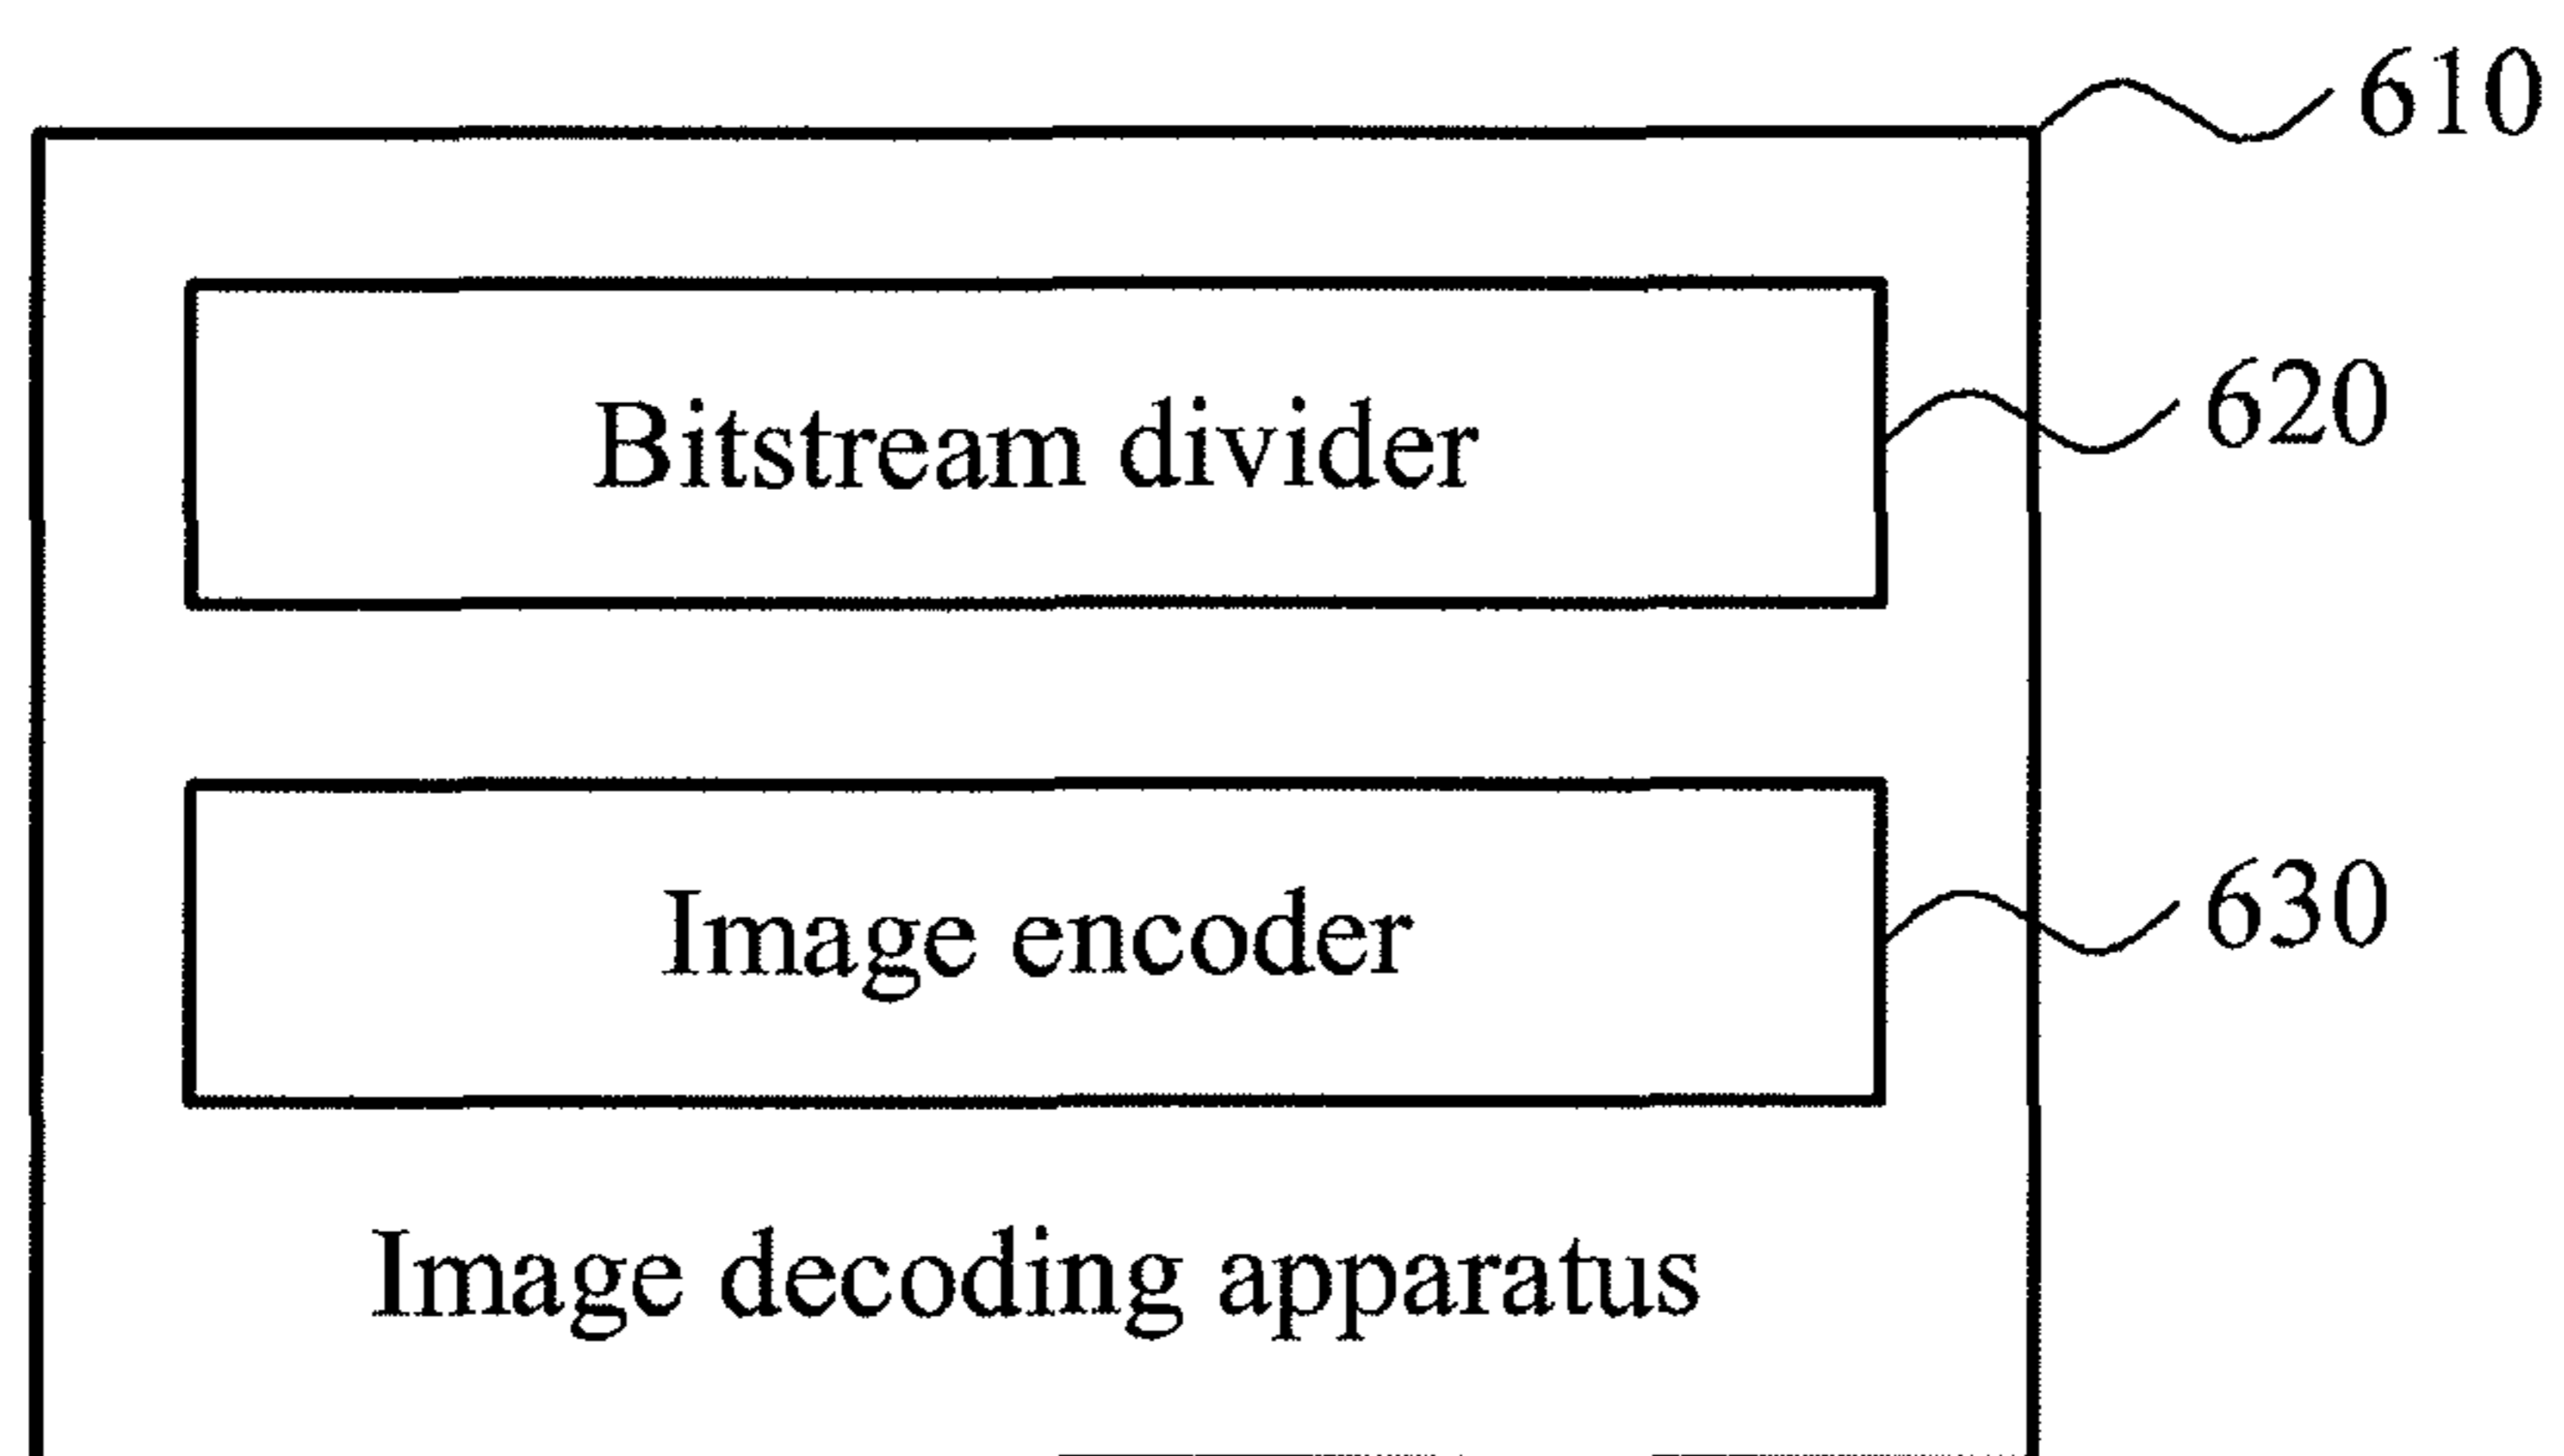 610
Bitstream divider
620
Image encoder
630
Image decoding apparatus